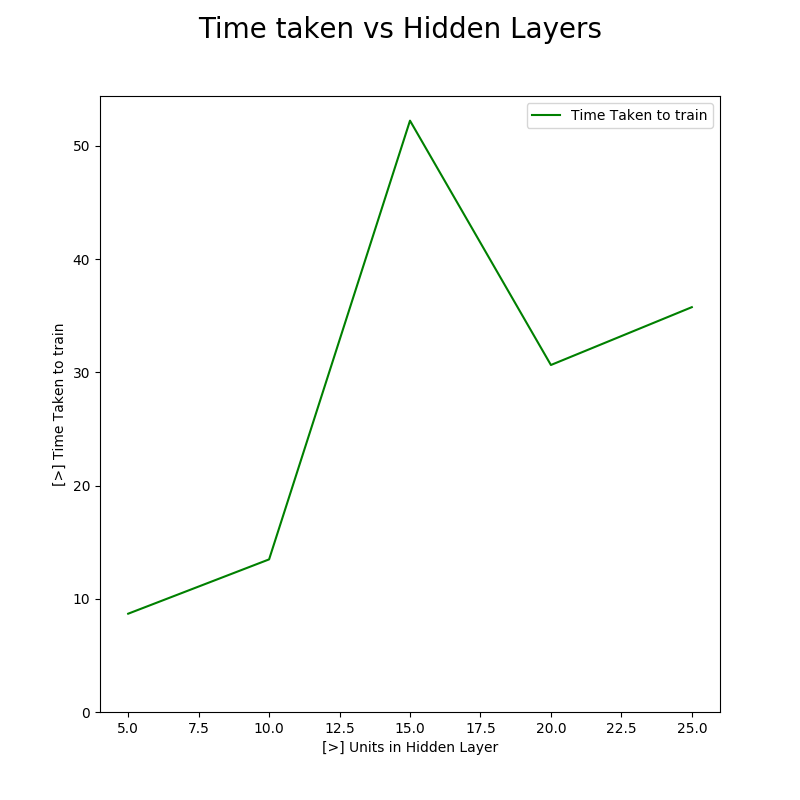 Time taken vs Hidden Layers
Time Taken to train
50
40
30
20
10
0
[>] Time Taken to train
5.0 7.5 10.0 12.5 15.0 17.5 20.0 22.5 25.0
[>] Units in Hidden Layer